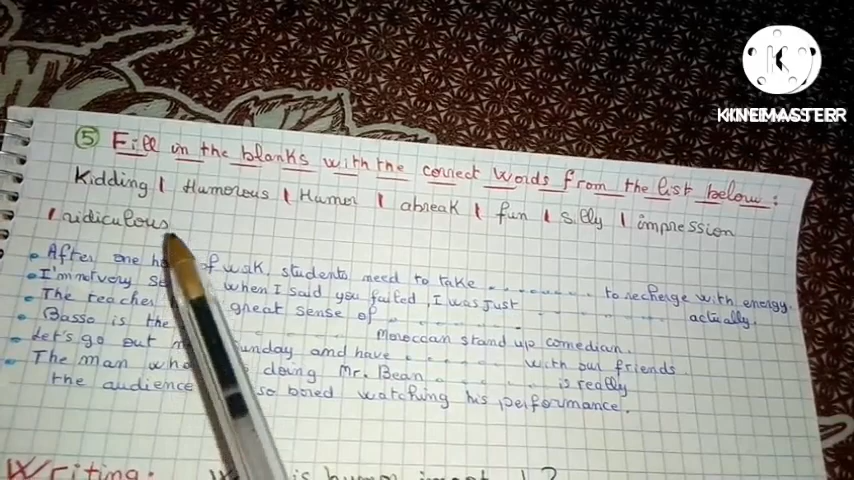 K
KINEMASTER
5 Fill in the blanks with the correct words from the list below :
Kidding | Humorous | Humor | abreak | fun | silly | impression
| ridiculous
• After one of wok, students need to take ........ to recharge with energy.
• I'm not very when I said you failed, I was just ........ actually.
• The teacher great sense of ........
• Basso is the ........ Moroccan stand up comedian.
• Let's go out Sunday and have ........ with our friends
• The man doing Mr. Bean ........ is really
the audience so bored watching his performance.
Writing: is humor